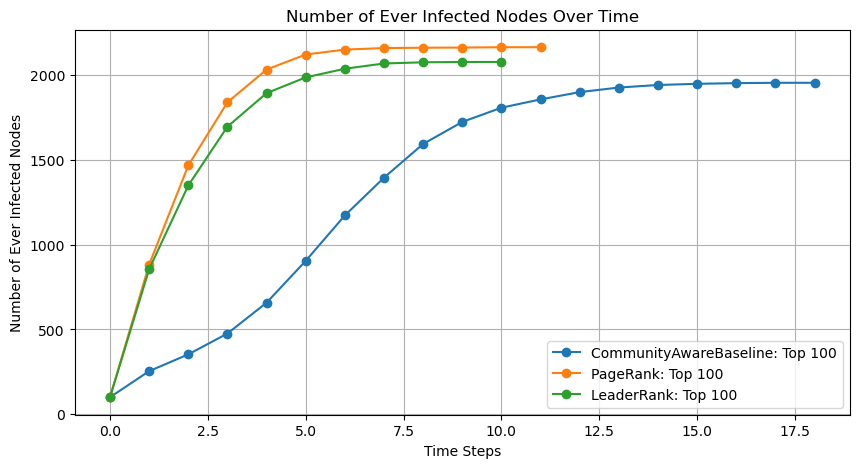 Number of Ever Infected Nodes Over Time
Number of Ever Infected Nodes
2000
1500
1000
500
0
CommunityAwareBaseline: Top 100
PageRank: Top 100
LeaderRank: Top 100
0.0 2.5 5.0 7.5 10.0 12.5 15.0 17.5
Time Steps